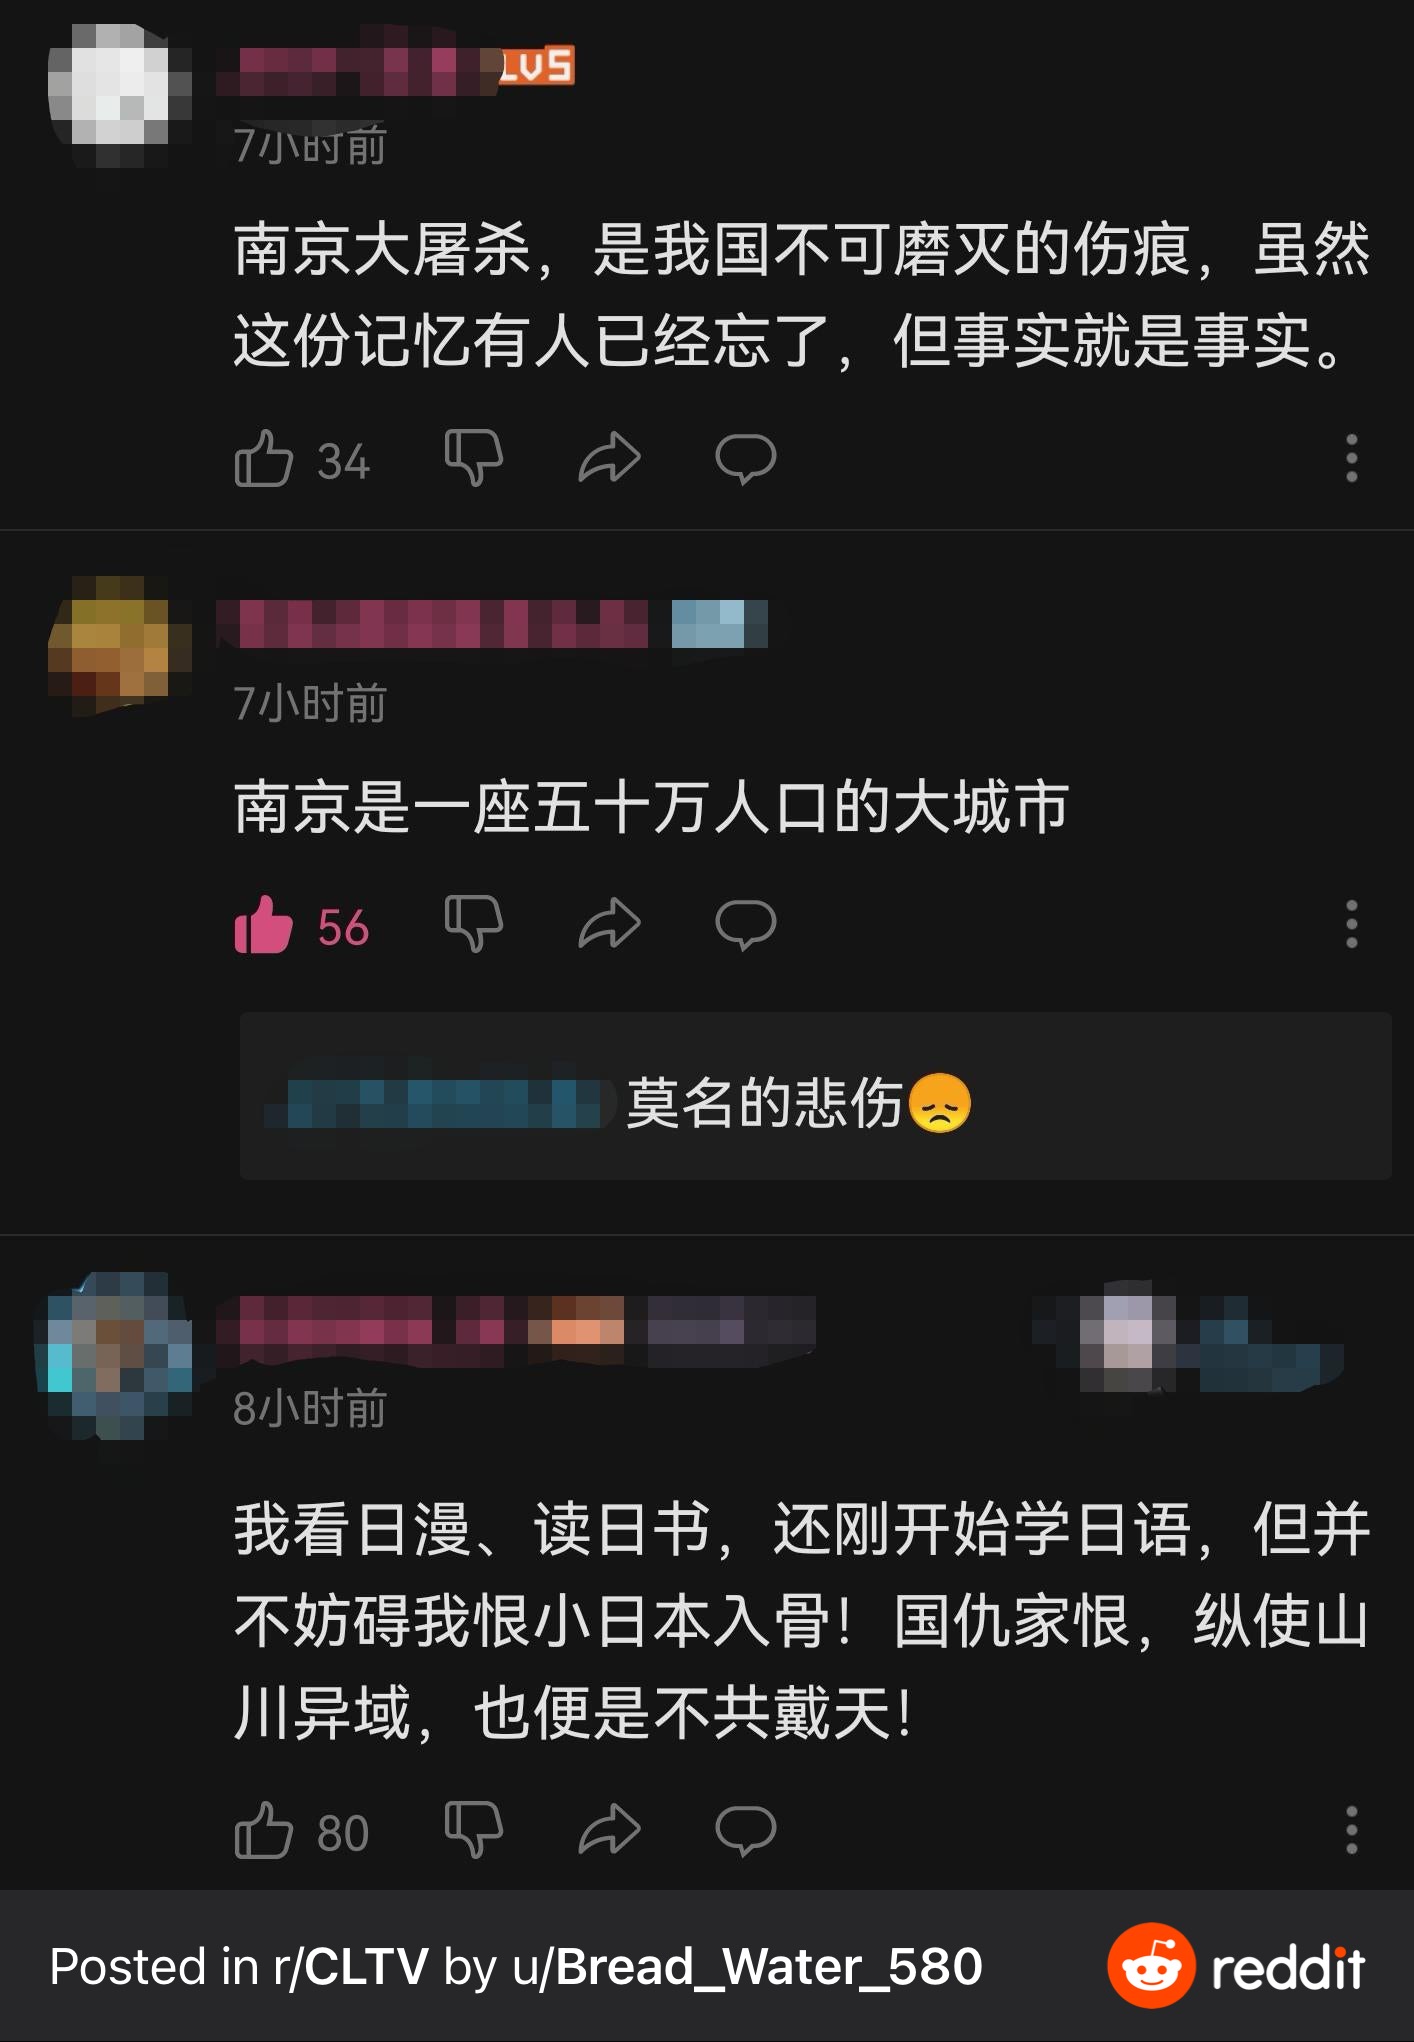 LV5
7小时前
南京大屠杀，是我国不可磨灭的伤痕，虽然
这份记忆有人已经忘了，但事实就是事实。
34
7小时前
南京是一座五十万人口的大城市
56
莫名的悲伤😞
8小时前
我看日漫、读日书，还刚开始学日语，但并
不妨碍我恨小日本入骨！国仇家恨，纵使山
川异域，也便是不共戴天！
80
Posted in r/CLTV by u/Bread_Water_580
reddit